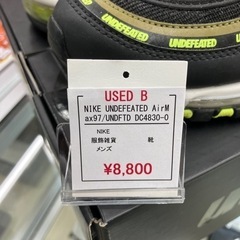 UNDEFEATED
UNDEFEATED
USED B
NIKE UNDEFEATED AirM
ax97/UNDFTD DC4830-0
NIKE
服飾雑貨 靴
メンズ
¥8,800